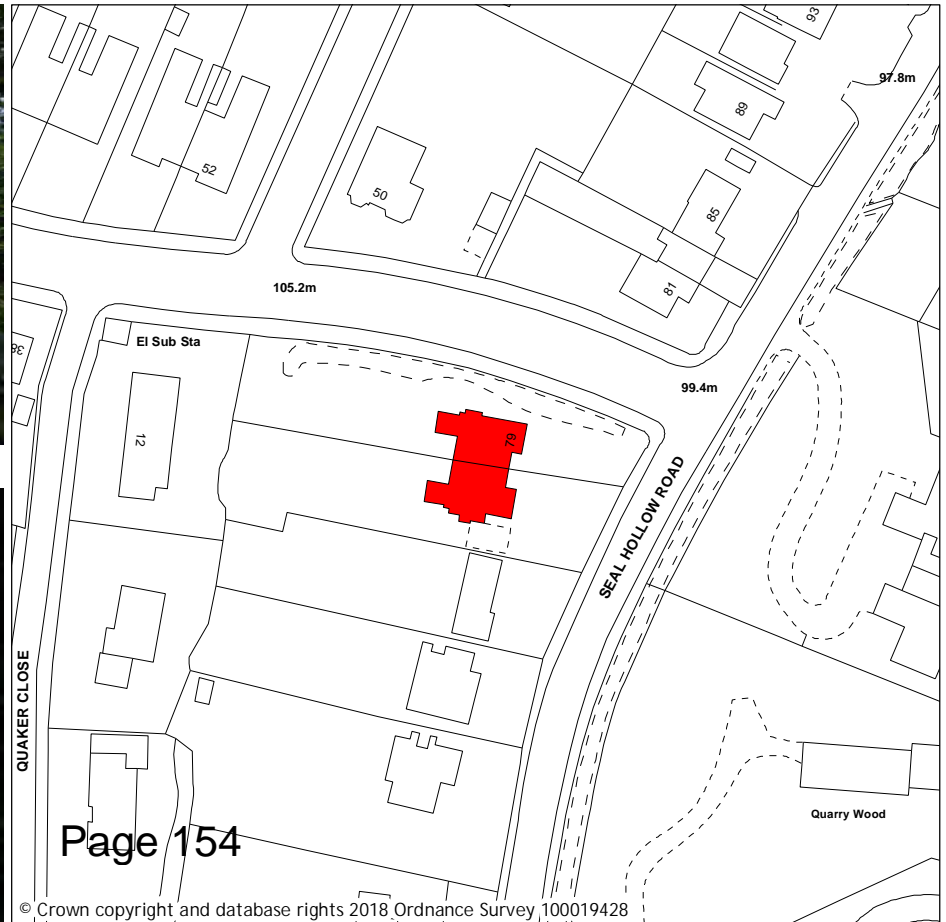 93
97.8m
89
52
50
85
81
105.2m
El Sub Sta
38
99.4m
12
79
SEAL HOLLOW ROAD
QUAKER CLOSE
Quarry Wood
Page 154
© Crown copyright and database rights 2018 Ordnance Survey 100019428